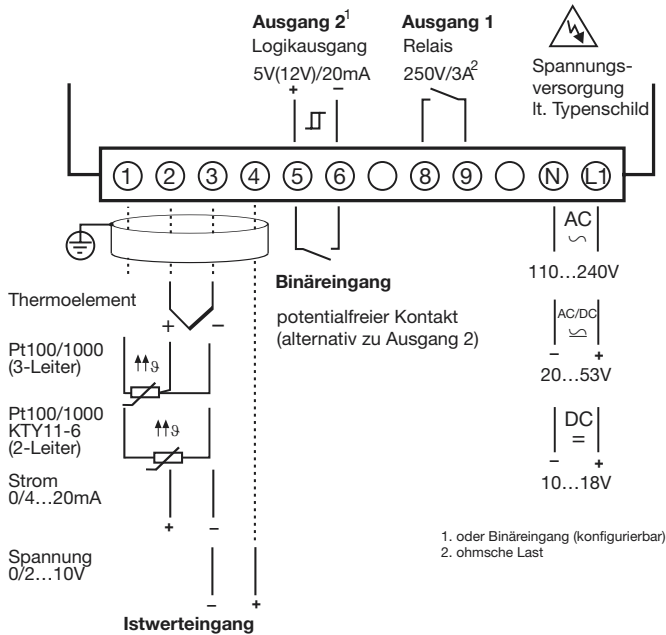 Ausgang 2¹
Logikausgang
5V(12V)/20mA
+ −
Ausgang 1
Relais
250V/3A²
Spannungs-
versorgung
lt. Typenschild
1 2 3 4 5 6 8 9 N L1
Binäreingang
potentialfreier Kontakt
(alternativ zu Ausgang 2)
AC
110...240V
AC/DC
− +
20...53V
DC
=
− +
10...18V
Thermoelement
+ −
Pt100/1000
(3-Leiter)
ϑ
Pt100/1000
KTY11-6
(2-Leiter)
ϑ
Strom
0/4...20mA
+ −
Spannung
0/2...10V
− +
Istwerteingang
1. oder Binäreingang (konfigurierbar)
2. ohmsche Last